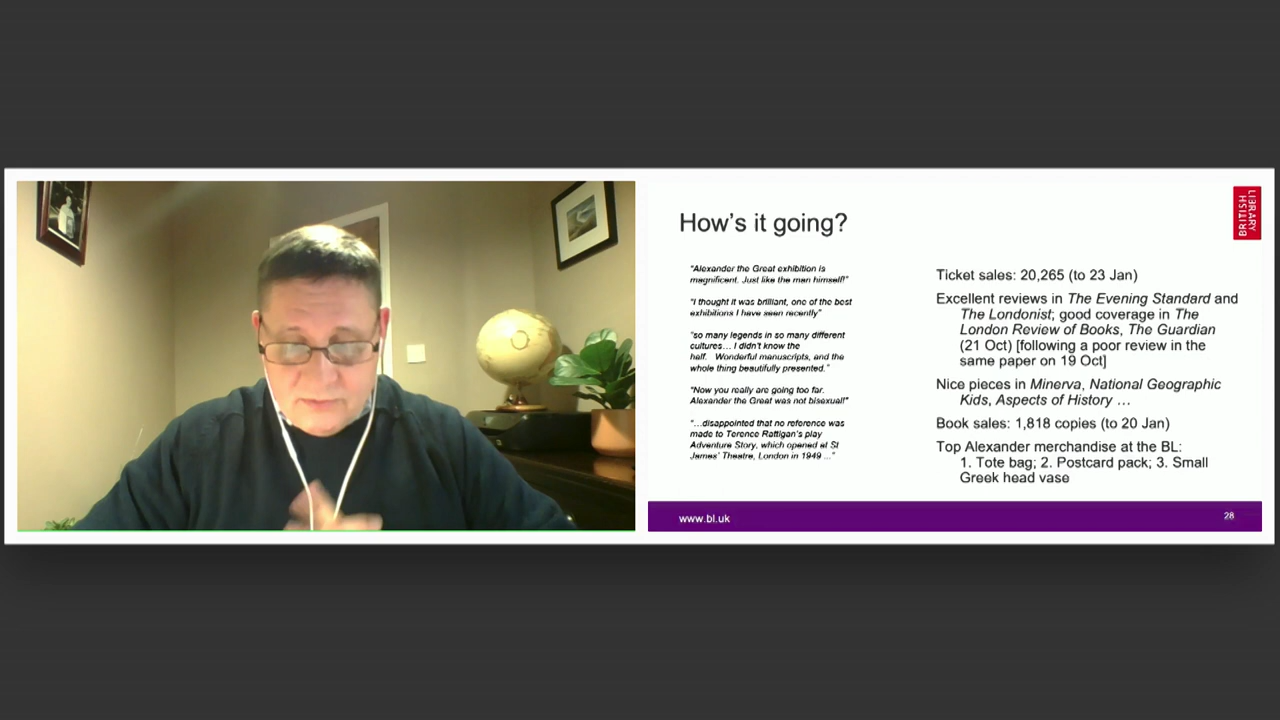 How's it going?
"Alexander the Great exhibition is
magnificent. Just like the man himself!"
"I thought it was brilliant, one of the best
exhibitions I have seen recently"
"so many legends in so many different
cultures… I didn't know the
half. Wonderful manuscripts, and the
whole thing beautifully presented."
"Now you really are going too far.
Alexander the Great was not bisexual!"
"…disappointed that no reference was
made to Terence Rattigan's play
Adventure Story, which opened at St
James' Theatre, London in 1949 ..."
Ticket sales: 20,265 (to 23 Jan)
Excellent reviews in The Evening Standard and
The Londonist; good coverage in The
London Review of Books, The Guardian
(21 Oct) [following a poor review in the
same paper on 19 Oct]
Nice pieces in Minerva, National Geographic
Kids, Aspects of History …
Book sales: 1,818 copies (to 20 Jan)
Top Alexander merchandise at the BL:
1. Tote bag; 2. Postcard pack; 3. Small
Greek head vase
BRITISH
LIBRARY
www.bl.uk
28